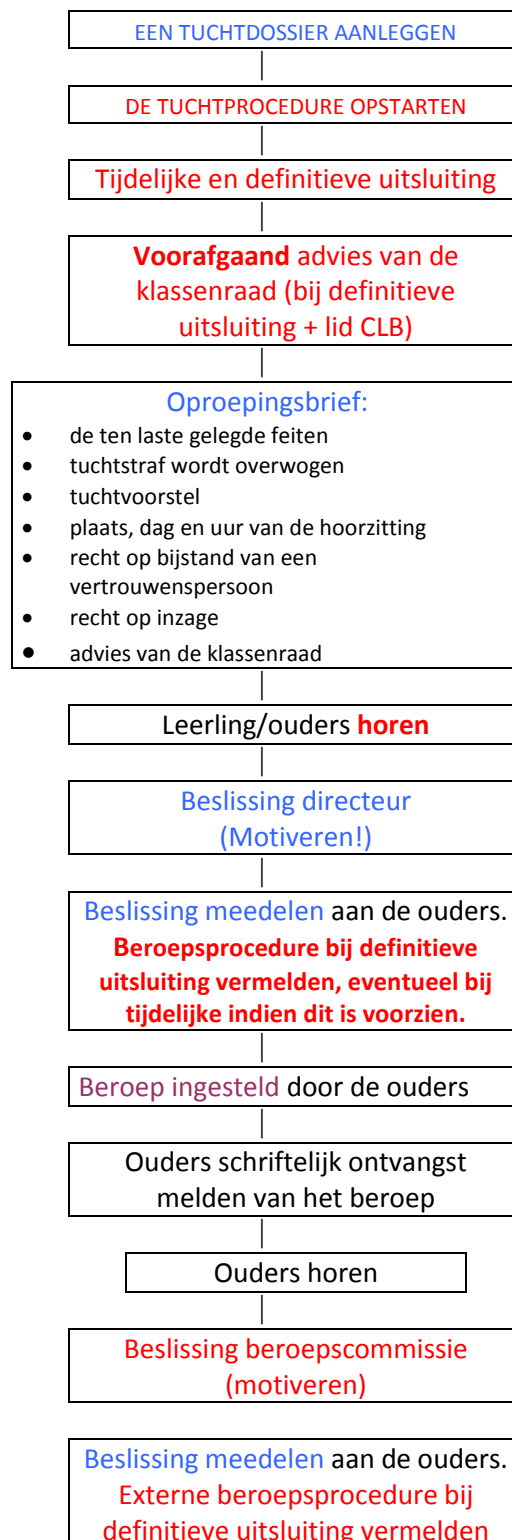 EEN TUCHTDOSSIER AANLEGGEN
DE TUCHTPROCEDURE OPSTARTEN
Tijdelijke en definitieve uitsluiting
Voorafgaand advies van de
klassenraad (bij definitieve
uitsluiting + lid CLB)
Oproepingsbrief:
• de ten laste gelegde feiten
• tuchtstraf wordt overwogen
• tuchtvoorstel
• plaats, dag en uur van de hoorzitting
• recht op bijstand van een
vertrouwenspersoon
• recht op inzage
• advies van de klassenraad
Leerling/ouders horen
Beslissing directeur
(Motiveren!)
Beslissing meedelen aan de ouders.
Beroepsprocedure bij definitieve
uitsluiting vermelden, eventueel bij
tijdelijke indien dit is voorzien.
Beroep ingesteld door de ouders
Ouders schriftelijk ontvangst
melden van het beroep
Ouders horen
Beslissing beroepscommissie
(motiveren)
Beslissing meedelen aan de ouders.
Externe beroepsprocedure bij
definitieve uitsluiting vermelden